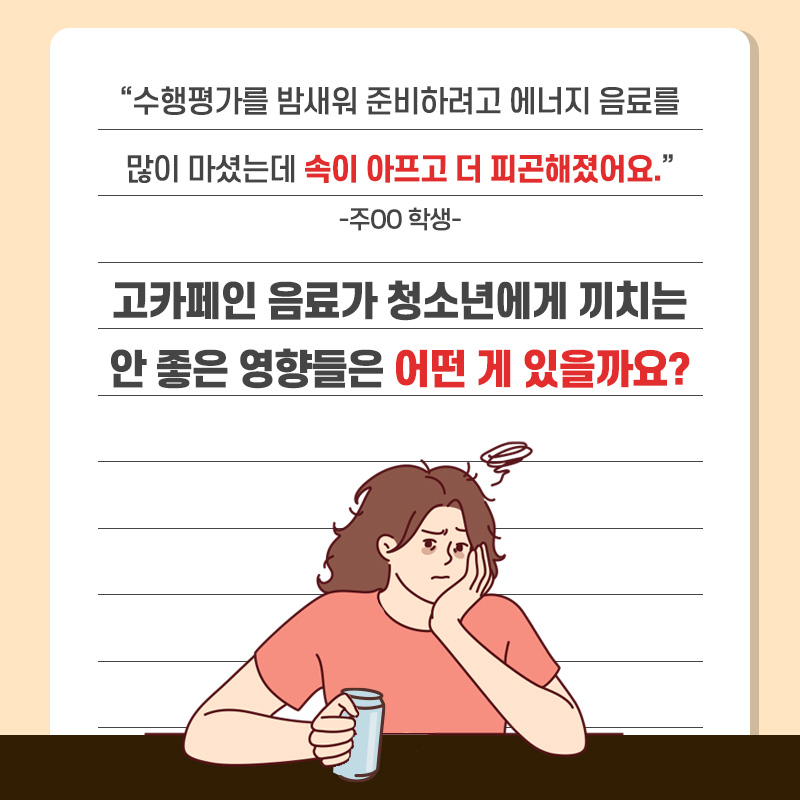 “수행평가를 밤새워 준비하려고 에너지 음료를
많이 마셨는데 속이 아프고 더 피곤해졌어요.”
-주OO 학생-
고카페인 음료가 청소년에게 끼치는
안 좋은 영향들은 어떤 게 있을까요?